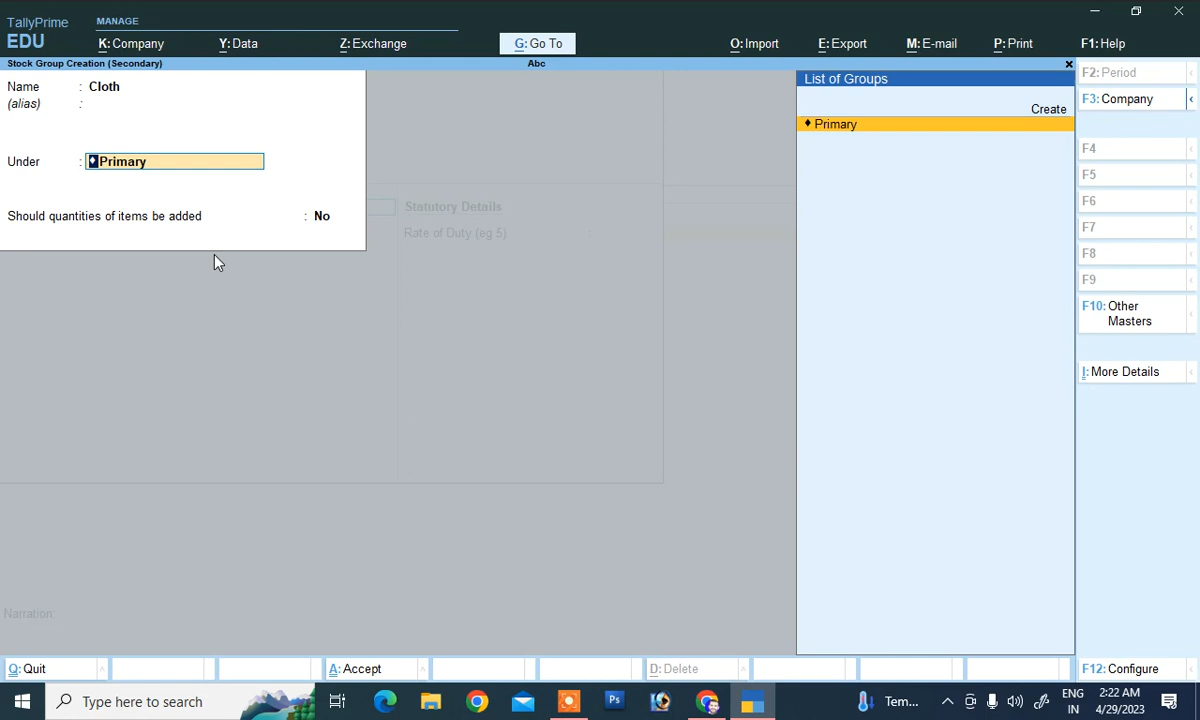 TallyPrime
EDU
MANAGE
K: Company
Y: Data
Z: Exchange
G: Go To
O: Import
E: Export
M: E-mail
P: Print
F1: Help
Stock Group Creation (Secondary)
Abc
Name : Cloth
(alias) :
Under : ♦ Primary
Should quantities of items be added : No
Statutory Details
Rate of Duty (eg 5) :
Narration:
List of Groups
Create
♦ Primary
F2: Period
F3: Company
F4
F5
F6
F7
F8
F9
F10: Other
Masters
I: More Details
Q: Quit
A: Accept
D: Delete
F12: Configure
Type here to search
Ps
Tem...
ENG
IN
2:22 AM
4/29/2023